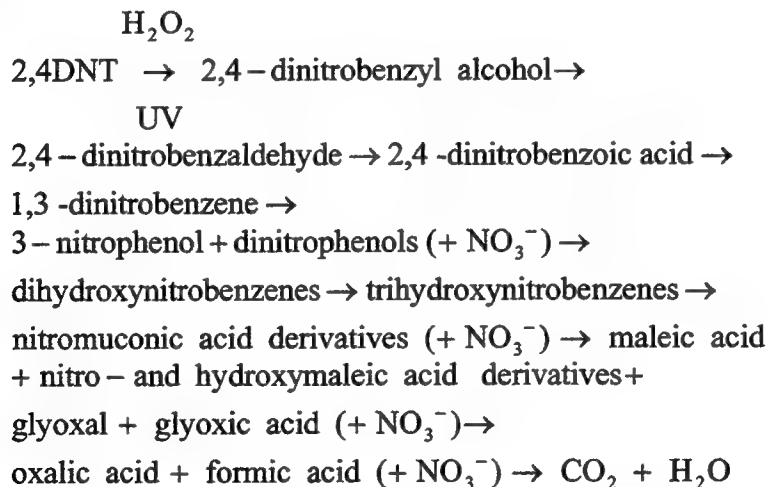 H₂O₂
2,4DNT → 2,4–dinitrobenzyl alcohol→
UV
2,4–dinitrobenzaldehyde → 2,4 -dinitrobenzoic acid →
1,3 -dinitrobenzene →
3–nitrophenol + dinitrophenols (+ NO₃⁻) →
dihydroxynitrobenzenes → trihydroxynitrobenzenes →
nitromuconic acid derivatives (+ NO₃⁻) → maleic acid
+ nitro – and hydroxymaleic acid derivatives+
glyoxal + glyoxic acid (+ NO₃⁻)→
oxalic acid + formic acid (+ NO₃⁻) → CO₂ + H₂O